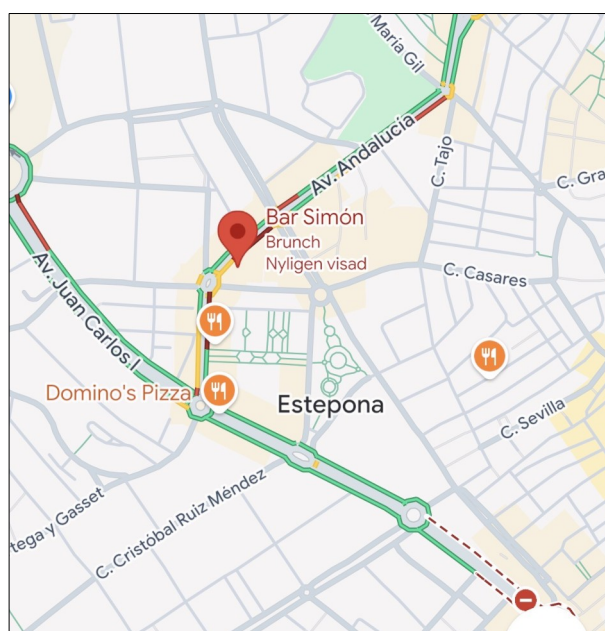 María Gil
Av. Andalucía
C. Tajo
C. Gra
Bar Simón
Brunch
Nyligen visad
C. Casares
Av. Juan Carlos I
Domino's Pizza
Estepona
C. Sevilla
tega y Gasset
C. Cristóbal Ruiz Méndez